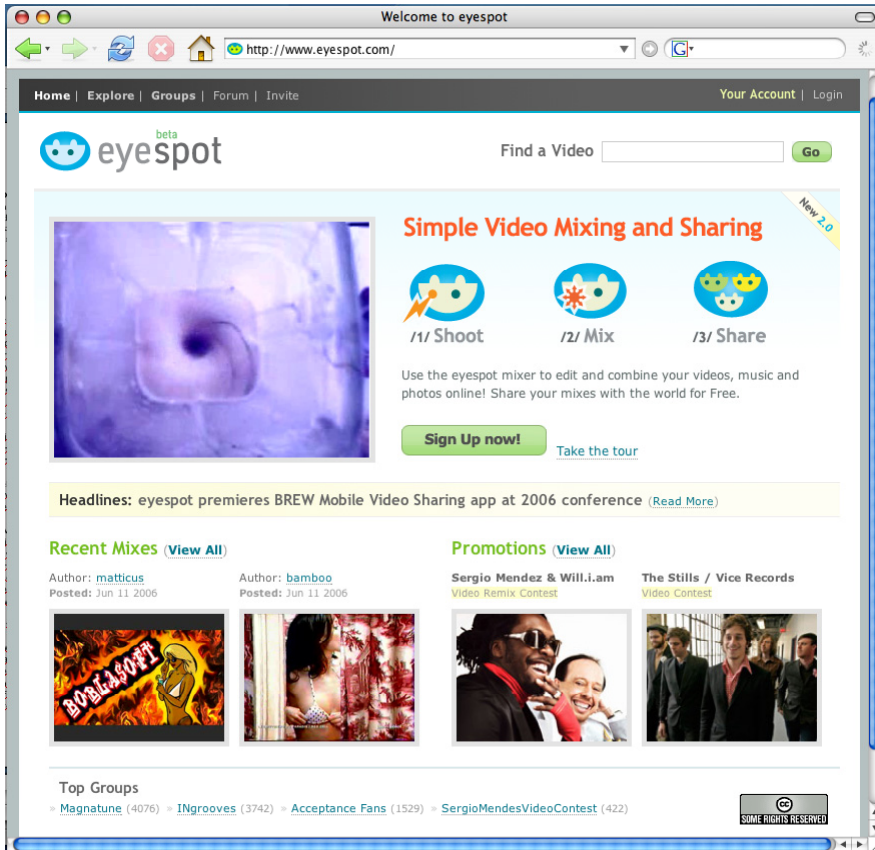 Welcome to eyespot
http://www.eyespot.com/
G
Home | Explore | Groups | Forum | Invite
Your Account | Login
beta
eyespot
Find a Video
Go
New 2.0
Simple Video Mixing and Sharing
/1/ Shoot
/2/ Mix
/3/ Share
Use the eyespot mixer to edit and combine your videos, music and
photos online! Share your mixes with the world for Free.
Sign Up now!
Take the tour
Headlines: eyespot premieres BREW Mobile Video Sharing app at 2006 conference (Read More)
Recent Mixes (View All)
Author: matticus
Posted: Jun 11 2006
Author: bamboo
Posted: Jun 11 2006
BOBLASOFT
Promotions (View All)
Sergio Mendez & Will.i.am
Video Remix Contest
The Stills / Vice Records
Video Contest
Top Groups
» Magnatune (4076) » INgrooves (3742) » Acceptance Fans (1529) » SergioMendesVideoContest (422)
cc
SOME RIGHTS RESERVED